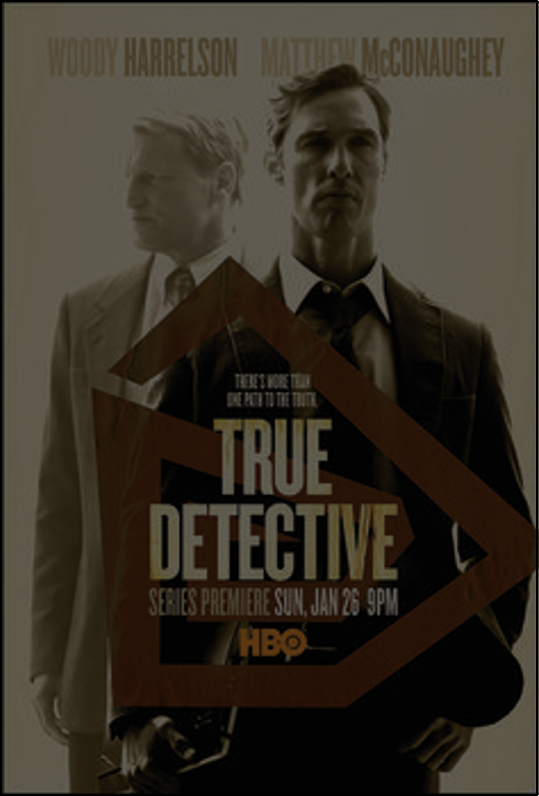 WOODY HARRELSON MATTHEW McCONAUGHEY
THERE'S MORE THAN
ONE PATH TO THE TRUTH.
TRUE
DETECTIVE
SERIES PREMIERE SUN, JAN 26 9PM
HBO